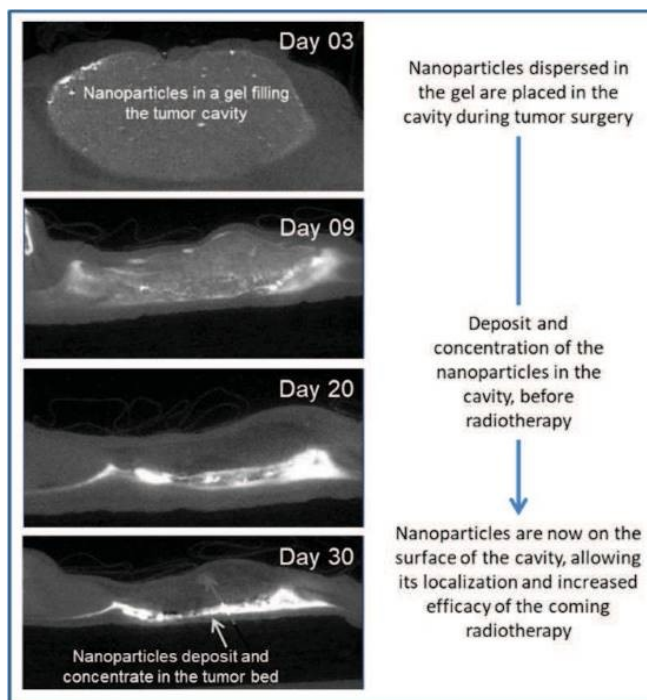 Day 03
Nanoparticles in a gel filling
the tumor cavity
Nanoparticles dispersed in
the gel are placed in the
cavity during tumor surgery
Day 09
Deposit and
concentration of the
nanoparticles in the
cavity, before
radiotherapy
Day 20
Nanoparticles are now on the
surface of the cavity, allowing
its localization and increased
efficacy of the coming
radiotherapy
Day 30
Nanoparticles deposit and
concentrate in the tumor bed